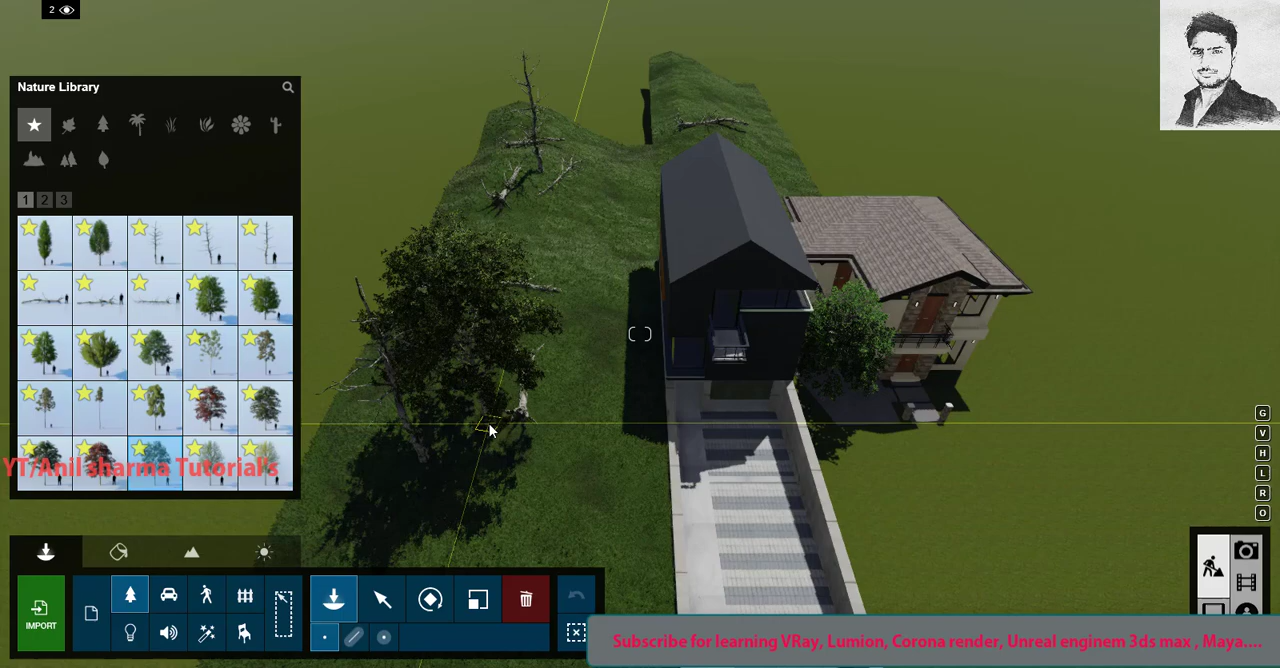 2
Nature Library
1 2 3
YT/Anil sharma Tutorial's
IMPORT
G
V
H
L
R
O
Subscribe for learning VRay, Lumion, Corona render, Unreal enginem 3ds max , Maya....